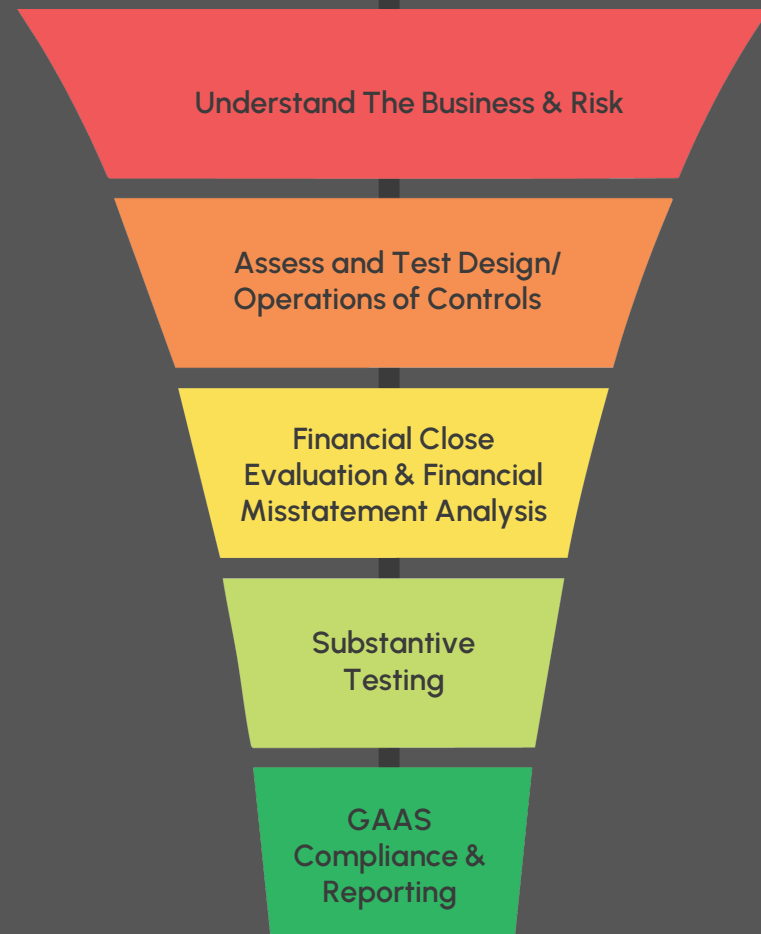 Understand The Business & Risk
Assess and Test Design/
Operations of Controls
Financial Close
Evaluation & Financial
Misstatement Analysis
Substantive
Testing
GAAS
Compliance &
Reporting